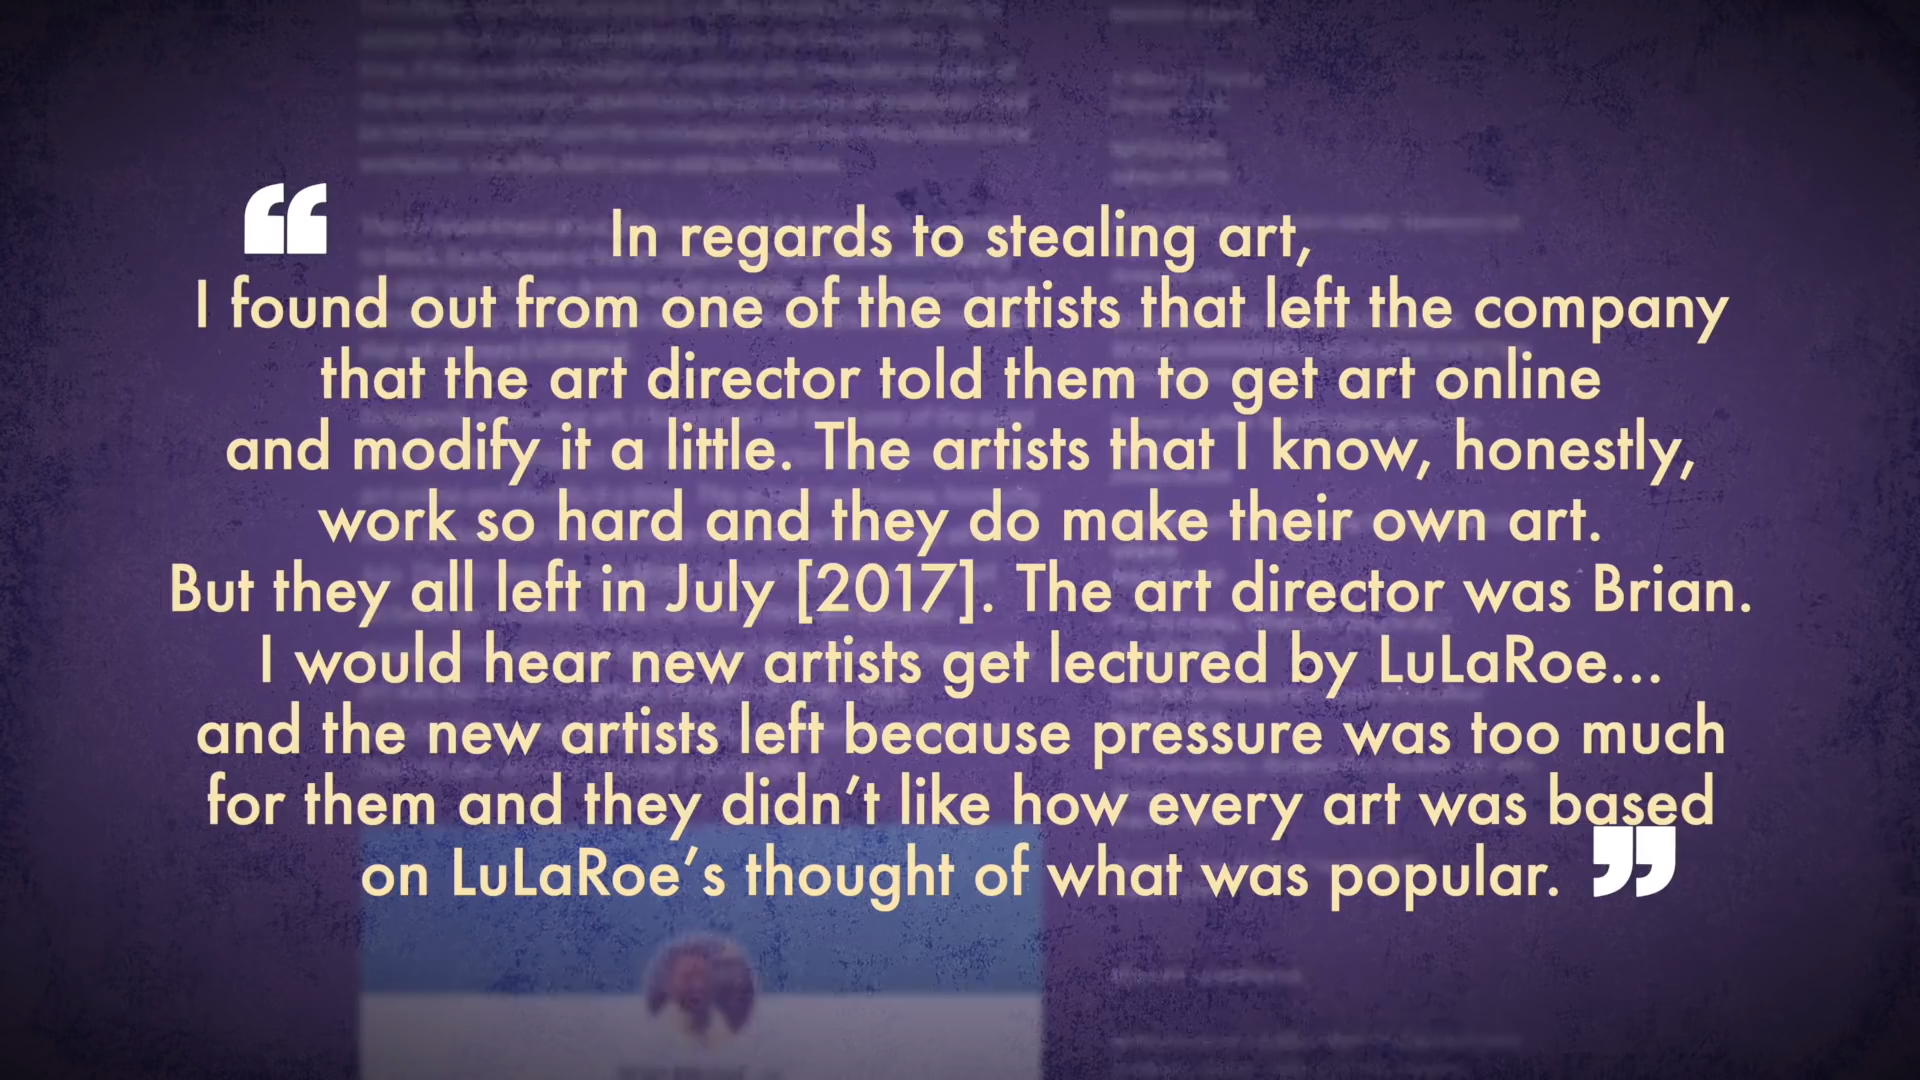 “ In regards to stealing art,
I found out from one of the artists that left the company
that the art director told them to get art online
and modify it a little. The artists that I know, honestly,
work so hard and they do make their own art.
But they all left in July [2017]. The art director was Brian.
I would hear new artists get lectured by LuLaRoe...
and the new artists left because pressure was too much
for them and they didn’t like how every art was based
on LuLaRoe’s thought of what was popular. ”